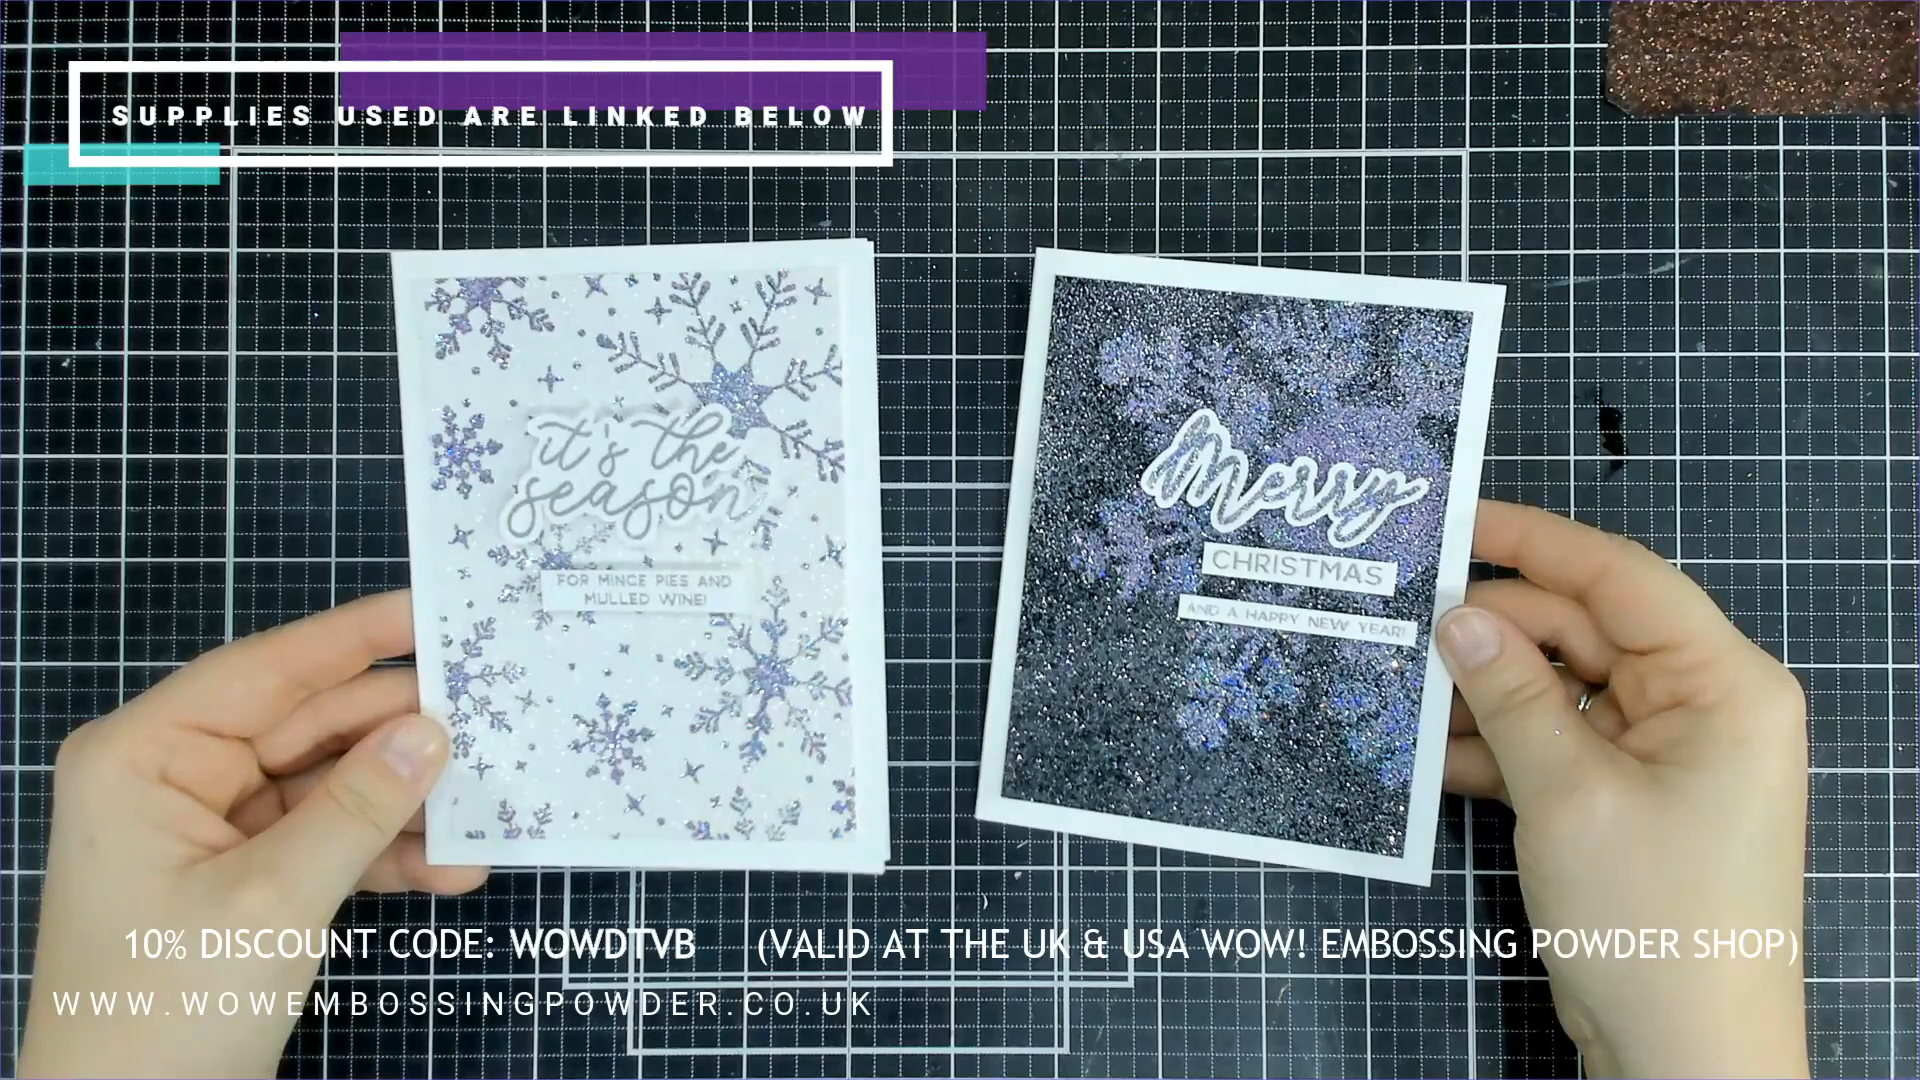 SUPPLIES USED ARE LINKED BELOW
it's the
season
FOR MINCE PIES AND
MULLED WINE!
Merry
CHRISTMAS
AND A HAPPY NEW YEAR!
10% DISCOUNT CODE: WOWDTVB (VALID AT THE UK & USA WOW! EMBOSSING POWDER SHOP)
WWW.WOWEMBOSSINGPOWDER.CO.UK